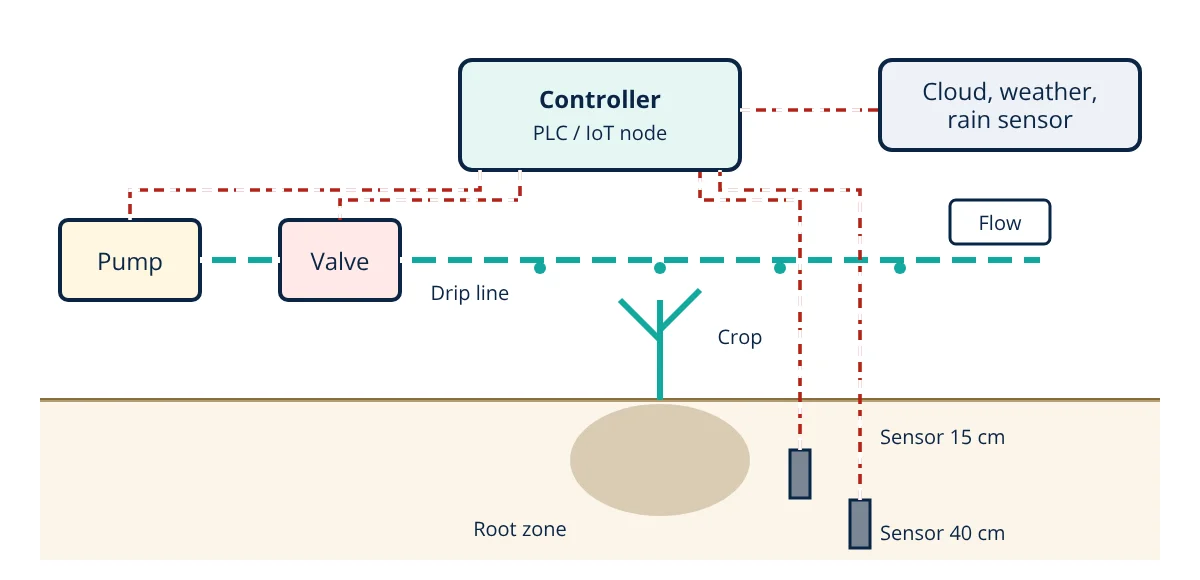 Controller
PLC / IoT node
Cloud, weather,
rain sensor
Flow
Pump
Valve
Drip line
Crop
Sensor 15 cm
Root zone
Sensor 40 cm